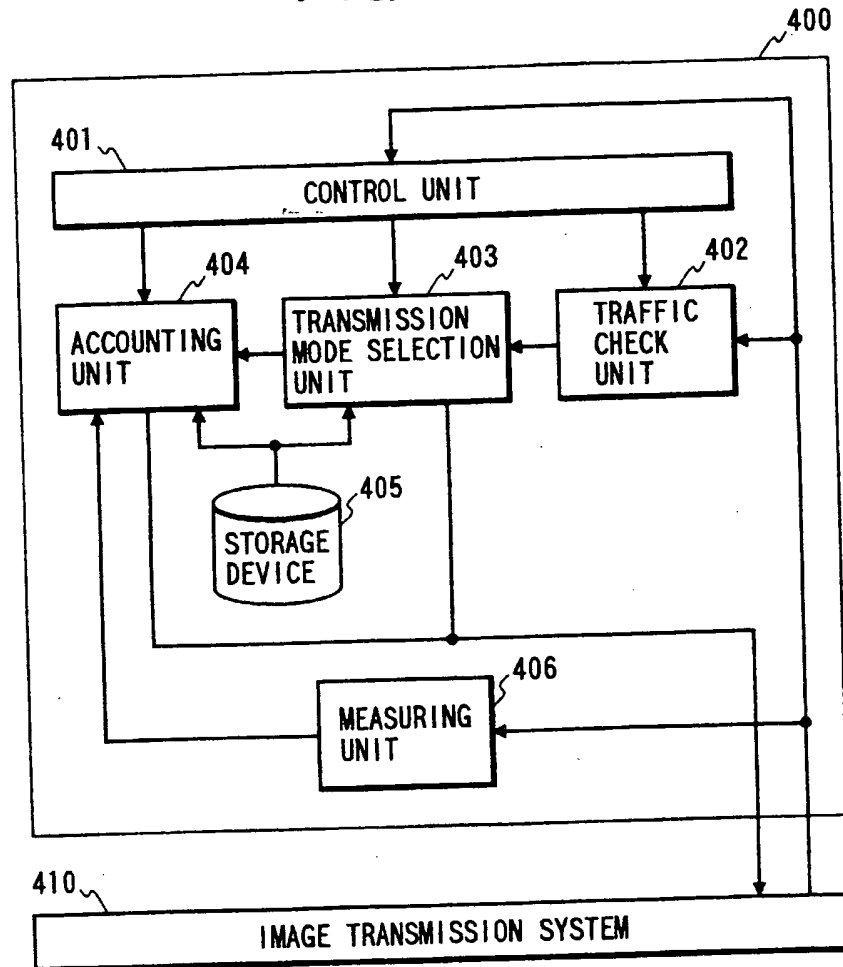 400
401
CONTROL UNIT
404
403
402
ACCOUNTING
UNIT
TRANSMISSION
MODE SELECTION
UNIT
TRAFFIC
CHECK
UNIT
405
STORAGE
DEVICE
406
MEASURING
UNIT
410
IMAGE TRANSMISSION SYSTEM